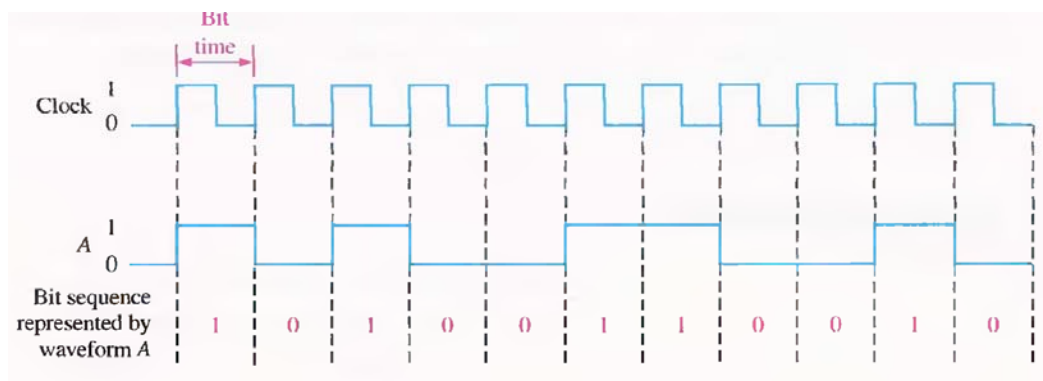 Bit
time
1
Clock
0
1
A
0
Bit sequence
represented by
waveform A
1 0 1 0 0 1 1 0 0 1 0